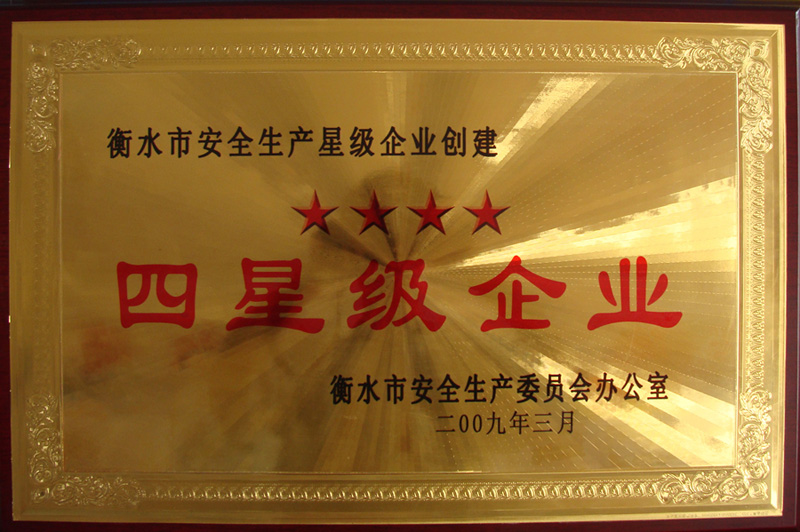 衡水市安全生产星级企业创建
四星级企业
衡水市安全生产委员会办公室
二00九年三月